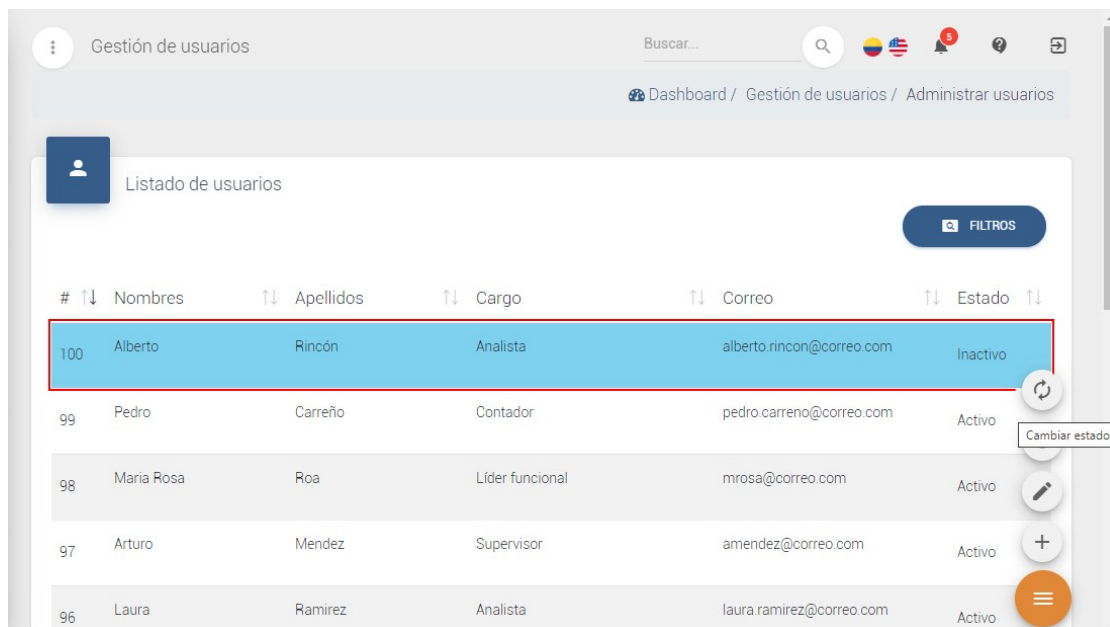 Gestión de usuarios Buscar... 5
Dashboard / Gestión de usuarios / Administrar usuarios
Listado de usuarios
FILTROS
# Nombres Apellidos Cargo Correo Estado
100 Alberto Rincón Analista alberto.rincon@correo.com Inactivo
99 Pedro Carreño Contador pedro.carreno@correo.com Activo
Cambiar estado
98 Maria Rosa Roa Líder funcional mrosa@correo.com Activo
97 Arturo Mendez Supervisor amendez@correo.com Activo
96 Laura Ramirez Analista laura.ramirez@correo.com Activo